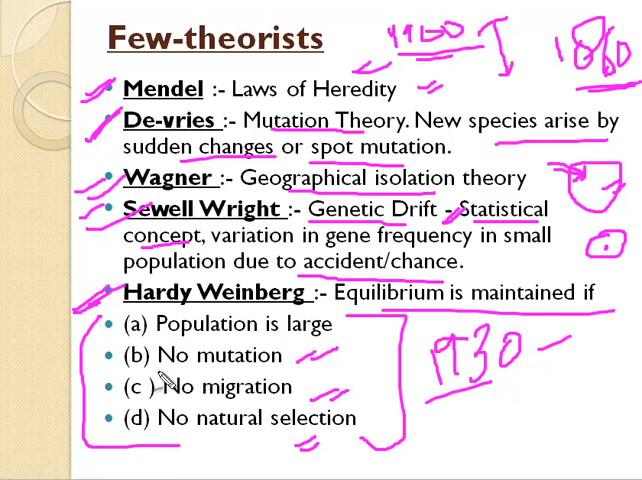 Few-theorists
1900
1860
Mendel :- Laws of Heredity
De-vries :- Mutation Theory. New species arise by
sudden changes or spot mutation.
Wagner :- Geographical isolation theory
Sewell Wright :- Genetic Drift - Statistical
concept, variation in gene frequency in small
population due to accident/chance.
Hardy Weinberg :- Equilibrium is maintained if
(a) Population is large
(b) No mutation
(c ) No migration
(d) No natural selection
1930